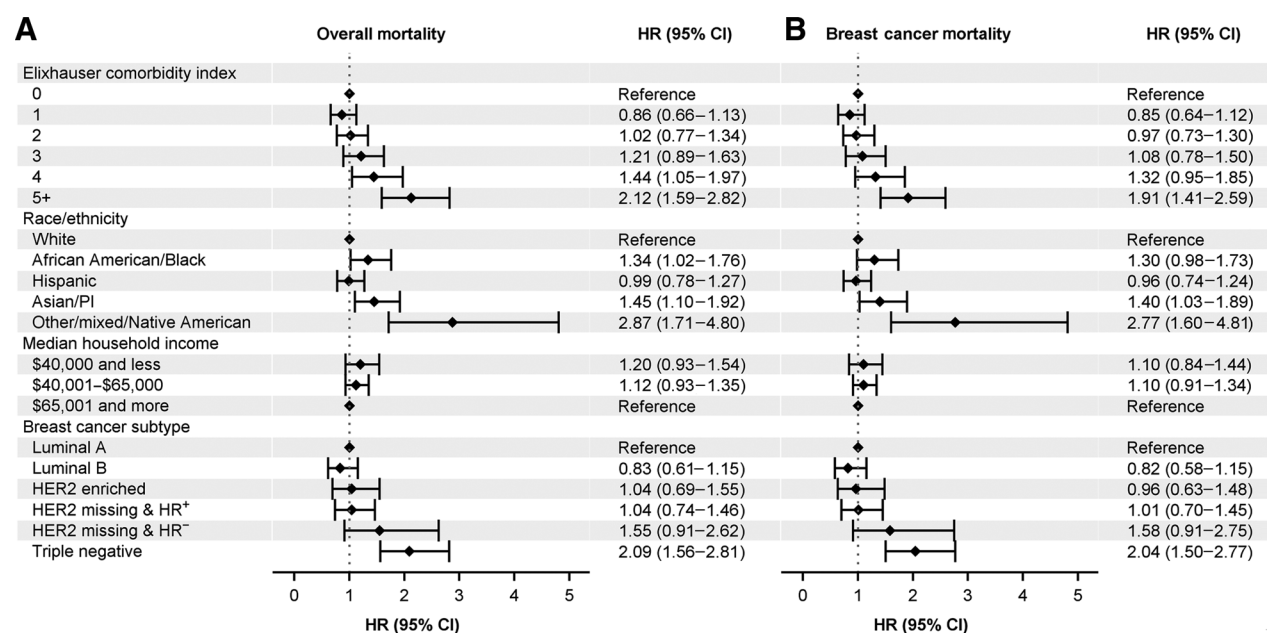 A Overall mortality HR (95% CI) B Breast cancer mortality HR (95% CI)
Elixhauser comorbidity index
0 Reference Reference
1 0.86 (0.66–1.13) 0.85 (0.64–1.12)
2 1.02 (0.77–1.34) 0.97 (0.73–1.30)
3 1.21 (0.89–1.63) 1.08 (0.78–1.50)
4 1.44 (1.05–1.97) 1.32 (0.95–1.85)
5+ 2.12 (1.59–2.82) 1.91 (1.41–2.59)
Race/ethnicity
White Reference Reference
African American/Black 1.34 (1.02–1.76) 1.30 (0.98–1.73)
Hispanic 0.99 (0.78–1.27) 0.96 (0.74–1.24)
Asian/PI 1.45 (1.10–1.92) 1.40 (1.03–1.89)
Other/mixed/Native American 2.87 (1.71–4.80) 2.77 (1.60–4.81)
Median household income
$40,000 and less 1.20 (0.93–1.54) 1.10 (0.84–1.44)
$40,001–$65,000 1.12 (0.93–1.35) 1.10 (0.91–1.34)
$65,001 and more Reference Reference
Breast cancer subtype
Luminal A Reference Reference
Luminal B 0.83 (0.61–1.15) 0.82 (0.58–1.15)
HER2 enriched 1.04 (0.69–1.55) 0.96 (0.63–1.48)
HER2 missing & HR⁺ 1.04 (0.74–1.46) 1.01 (0.70–1.45)
HER2 missing & HR⁻ 1.55 (0.91–2.62) 1.58 (0.91–2.75)
Triple negative 2.09 (1.56–2.81) 2.04 (1.50–2.77)
0 1 2 3 4 5 0 1 2 3 4 5
HR (95% CI) HR (95% CI)